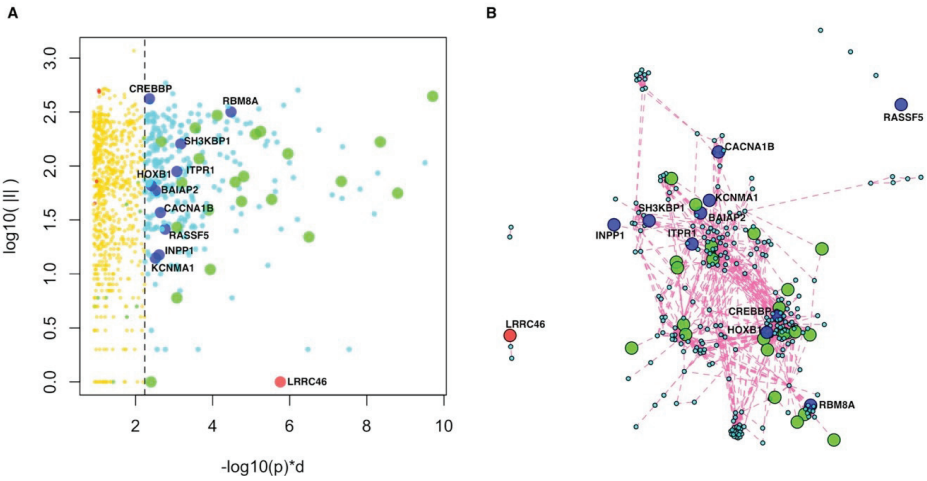 A
3.0
2.5
2.0
1.5
1.0
0.5
0.0
log10( |I| )
CREBBP
RBM8A
SH3KBP1
HOXB1
ITPR1
BAIAP2
CACNA1B
RASSF5
INPP1
KCNMA1
LRRC46
2 4 6 8 10
-log10(p)*d
B
RASSF5
CACNA1B
KCNMA1
SH3KBP1
BAIAP2
INPP1
ITPR1
CREBBP
LRRC46
HOXB1
RBM8A